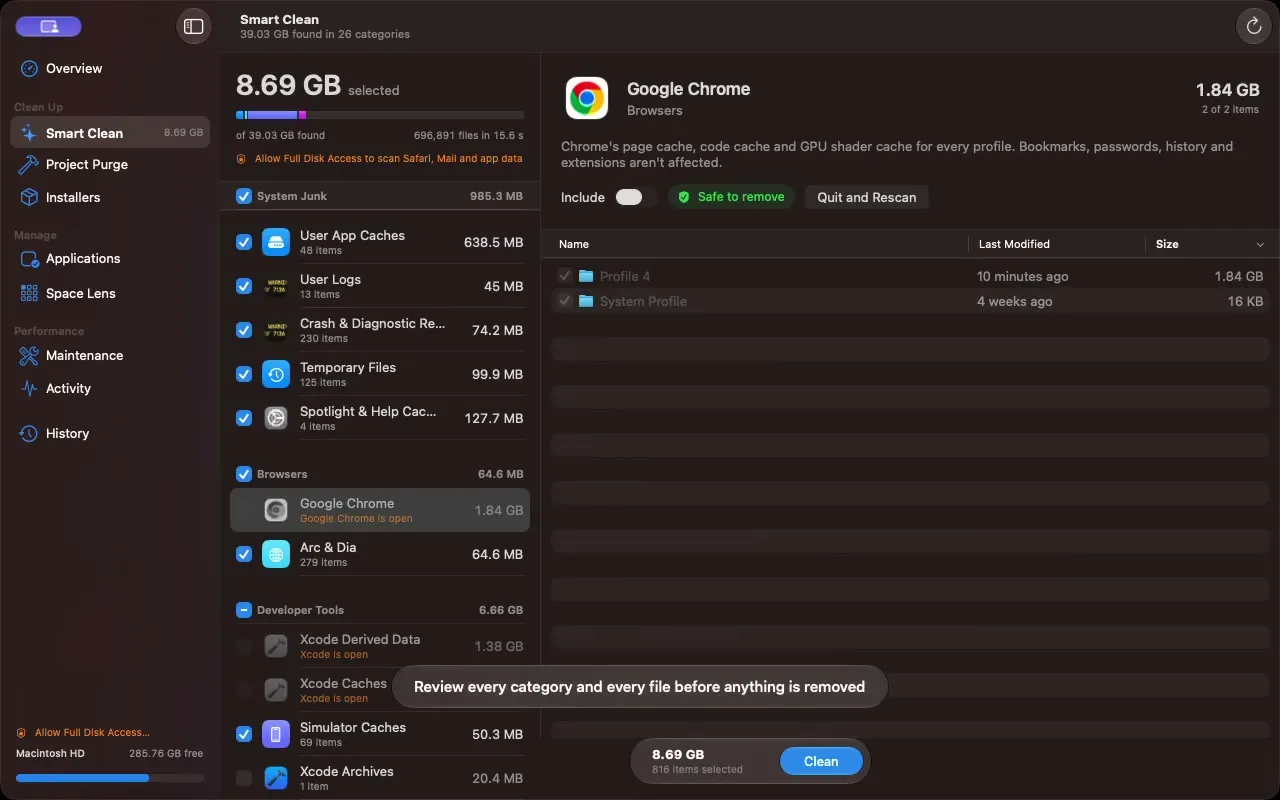 Overview
Clean Up
Smart Clean 8.69 GB
Project Purge
Installers
Manage
Applications
Space Lens
Performance
Maintenance
Activity
History
Allow Full Disk Access...
Macintosh HD 285.76 GB free
Smart Clean
39.03 GB found in 26 categories
8.69 GB selected
of 39.03 GB found 696,891 files in 15.6 s
Allow Full Disk Access to scan Safari, Mail and app data
System Junk 985.3 MB
User App Caches 638.5 MB
48 items
User Logs 45 MB
13 items
Crash & Diagnostic Re... 74.2 MB
230 items
Temporary Files 99.9 MB
125 items
Spotlight & Help Cac... 127.7 MB
4 items
Browsers 64.6 MB
Google Chrome 1.84 GB
Google Chrome is open
Arc & Dia 64.6 MB
279 items
Developer Tools 6.66 GB
Xcode Derived Data 1.38 GB
Xcode is open
Xcode Caches
Xcode is open
Simulator Caches 50.3 MB
69 items
Xcode Archives 20.4 MB
1 item
Google Chrome 1.84 GB
Browsers 2 of 2 items
Chrome's page cache, code cache and GPU shader cache for every profile. Bookmarks, passwords, history and
extensions aren't affected.
Include Safe to remove Quit and Rescan
Name Last Modified Size
Profile 4 10 minutes ago 1.84 GB
System Profile 4 weeks ago 16 KB
Review every category and every file before anything is removed
8.69 GB
816 items selected
Clean